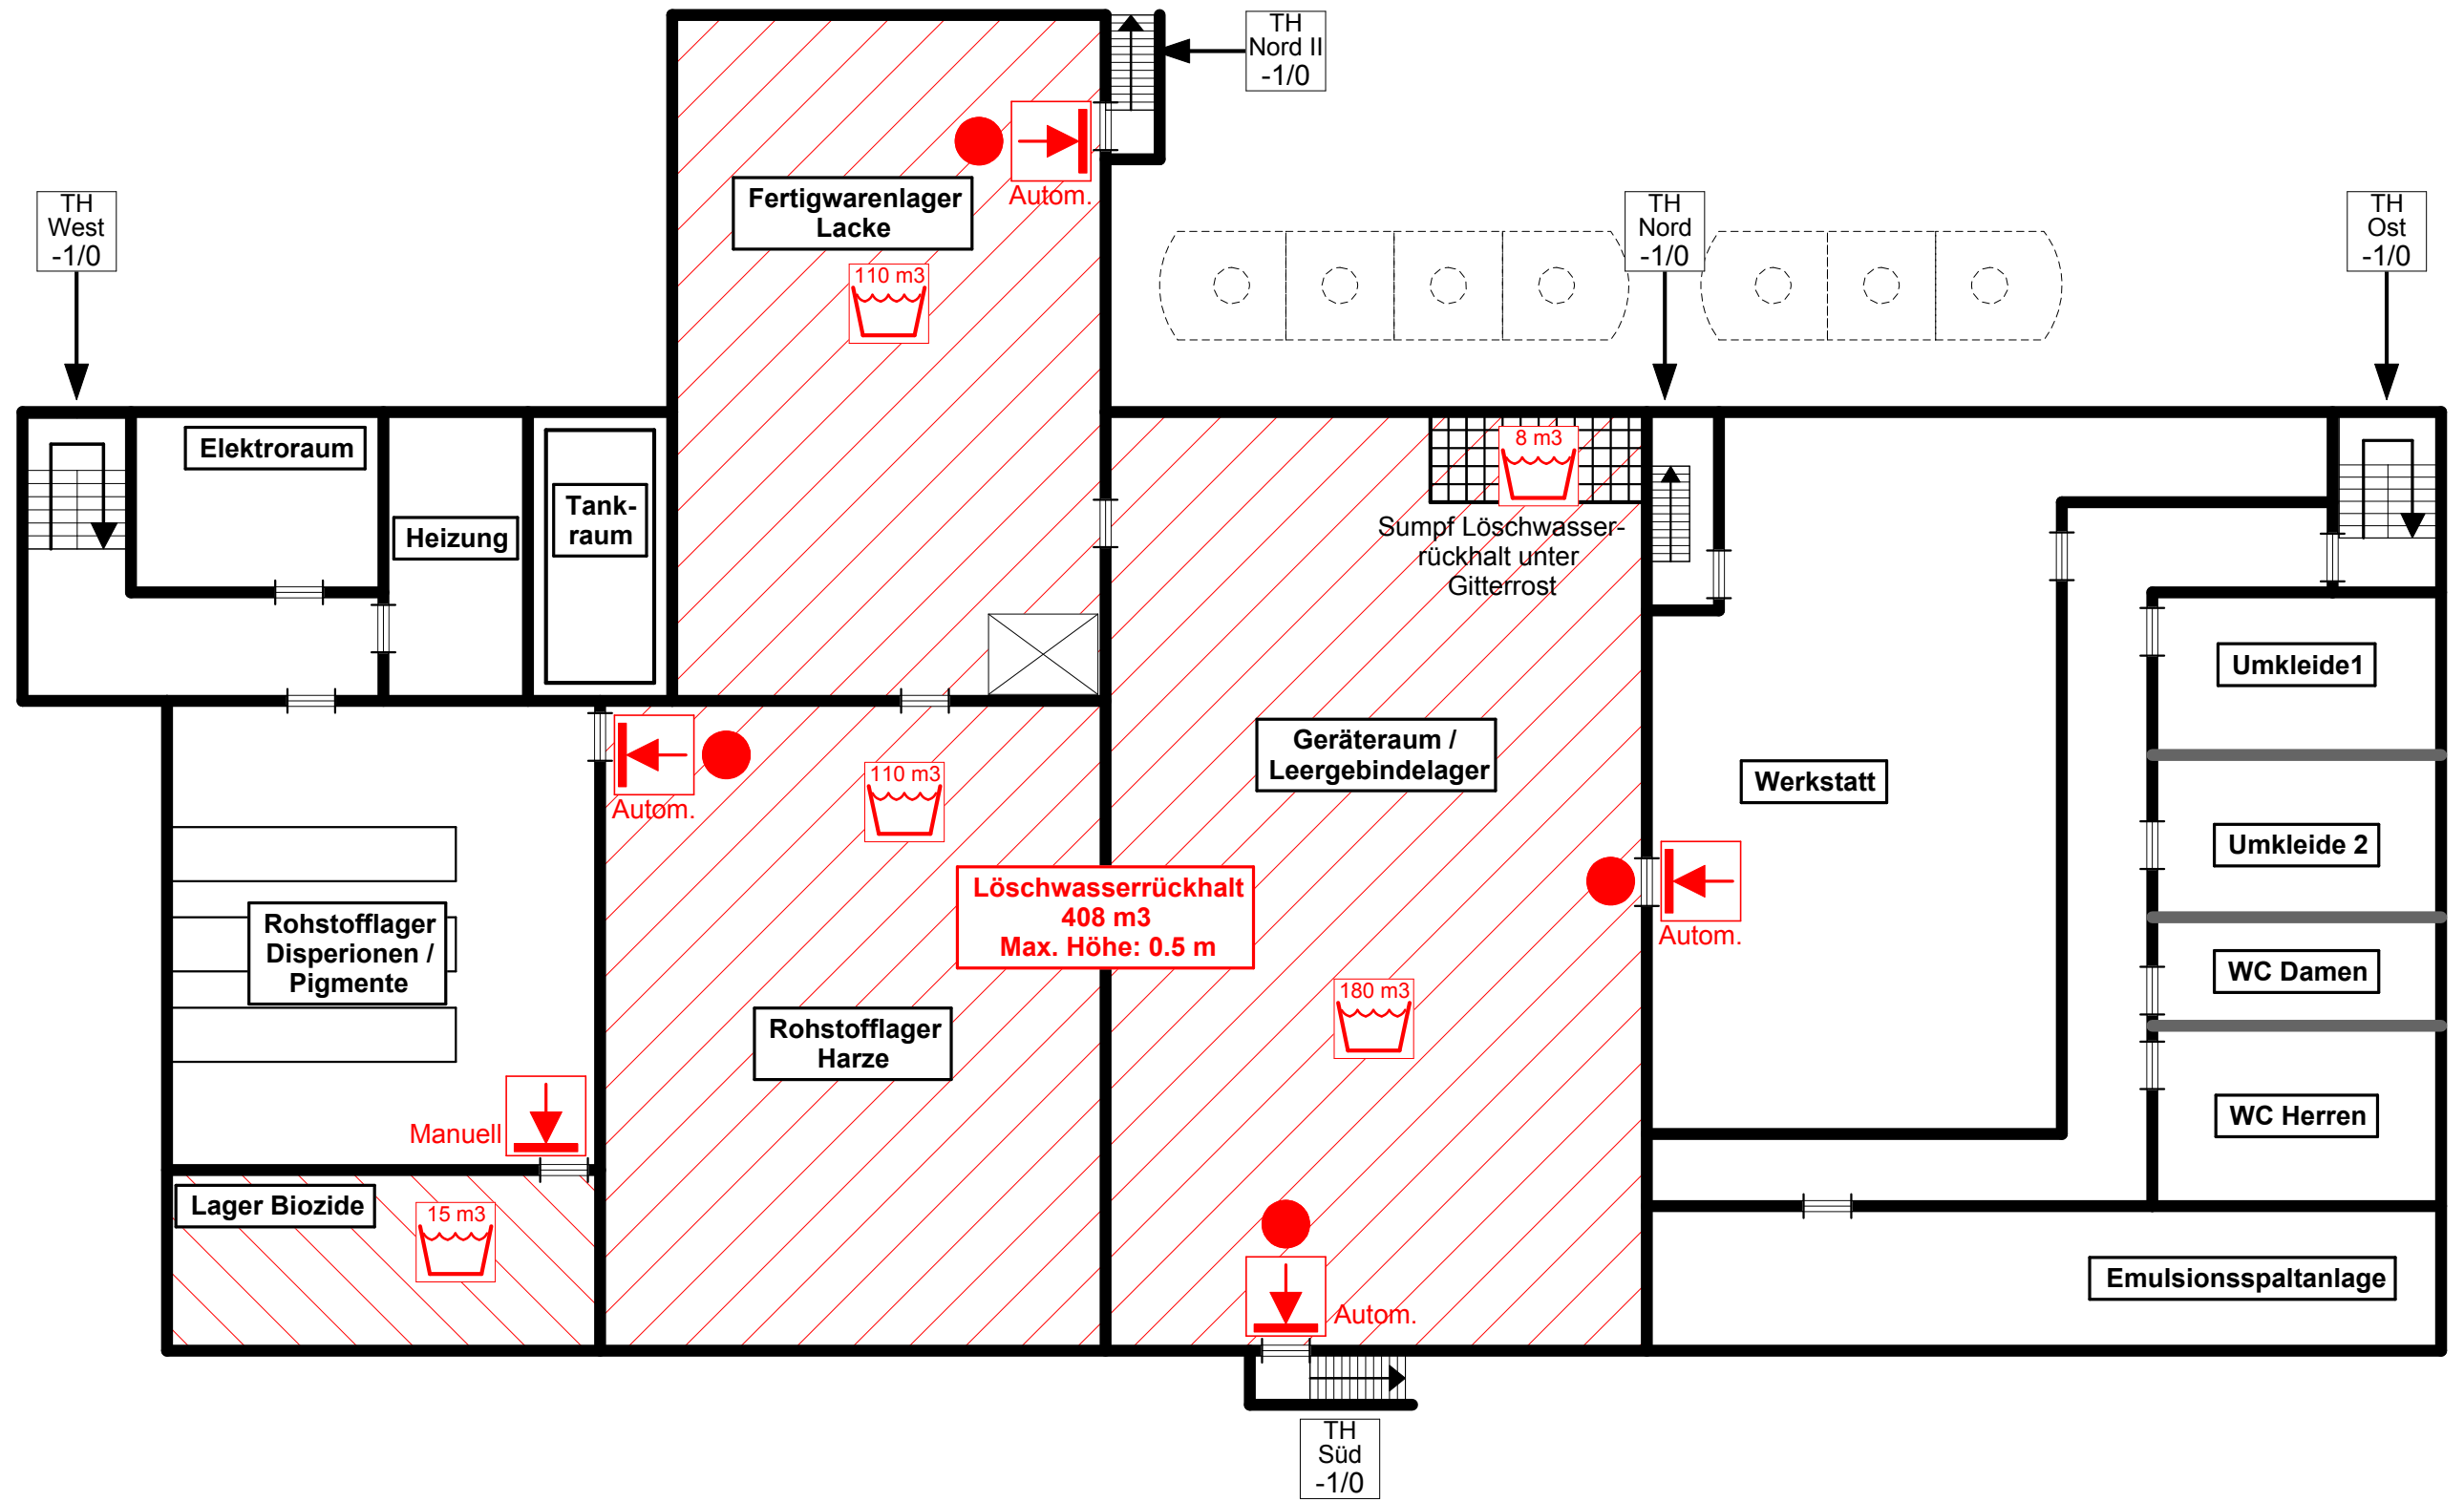 TH
Nord II
-1/0
TH
West
-1/0
Autom.
Fertigwarenlager
Lacke
110 m3
TH
Nord
-1/0
TH
Ost
-1/0
Elektroraum
Heizung
Tank-
raum
8 m3
Sumpf Löschwasser-
rückhalt unter
Gitterrost
Umkleide1
Autom.
110 m3
Geräteraum /
Leergebindelager
Werkstatt
Umkleide 2
Löschwasserrückhalt
408 m3
Max. Höhe: 0.5 m
Autom.
Rohstofflager
Disperionen /
Pigmente
WC Damen
180 m3
Rohstofflager
Harze
Manuell
WC Herren
Lager Biozide
15 m3
Autom.
Emulsionsspaltanlage
TH
Süd
-1/0